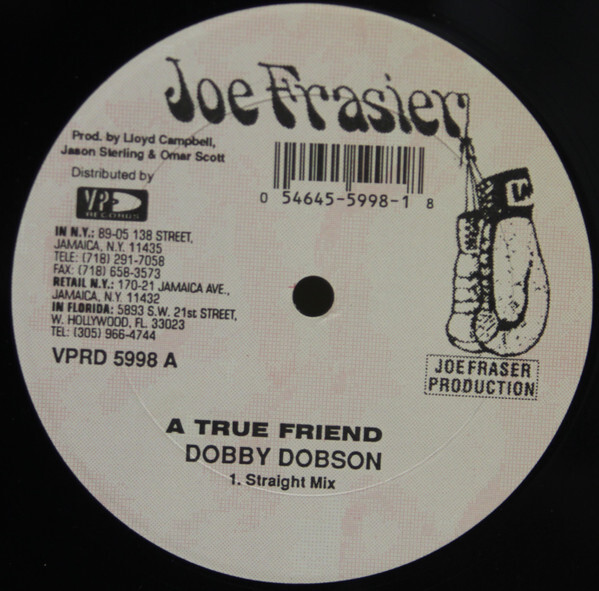 Joe Frasier
Prod. by Lloyd Campbell,
Jason Sterling & Omar Scott
Distributed by
VP
RECORDS
0 54645-5998-1 8
IN N.Y.: 89-05 138 STREET,
JAMAICA, N.Y. 11435
TELE: (718) 291-7058
FAX: (718) 658-3573
RETAIL N.Y.: 170-21 JAMAICA AVE.,
JAMAICA, N.Y. 11432
IN FLORIDA: 5893 S.W. 21st STREET,
W. HOLLYWOOD, FL. 33023
TEL: (305) 966-4744
VPRD 5998 A
JOE FRASER
PRODUCTION
A TRUE FRIEND
DOBBY DOBSON
1. Straight Mix